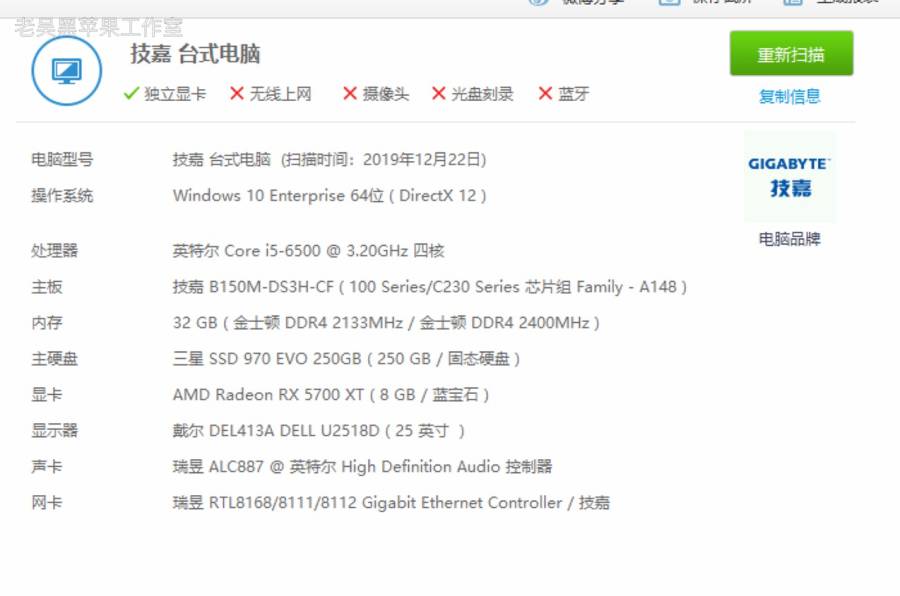 老吴黑苹果工作室
技嘉 台式电脑
重新扫描
独立显卡 无线上网 摄像头 光盘刻录 蓝牙
复制信息
电脑型号 技嘉 台式电脑 (扫描时间：2019年12月22日)
操作系统 Windows 10 Enterprise 64位 ( DirectX 12 )
GIGABYTE
技嘉
电脑品牌
处理器 英特尔 Core i5-6500 @ 3.20GHz 四核
主板 技嘉 B150M-DS3H-CF ( 100 Series/C230 Series 芯片组 Family - A148 )
内存 32 GB ( 金士顿 DDR4 2133MHz / 金士顿 DDR4 2400MHz )
主硬盘 三星 SSD 970 EVO 250GB ( 250 GB / 固态硬盘 )
显卡 AMD Radeon RX 5700 XT ( 8 GB / 蓝宝石 )
显示器 戴尔 DEL413A DELL U2518D ( 25 英寸 )
声卡 瑞昱 ALC887 @ 英特尔 High Definition Audio 控制器
网卡 瑞昱 RTL8168/8111/8112 Gigabit Ethernet Controller / 技嘉